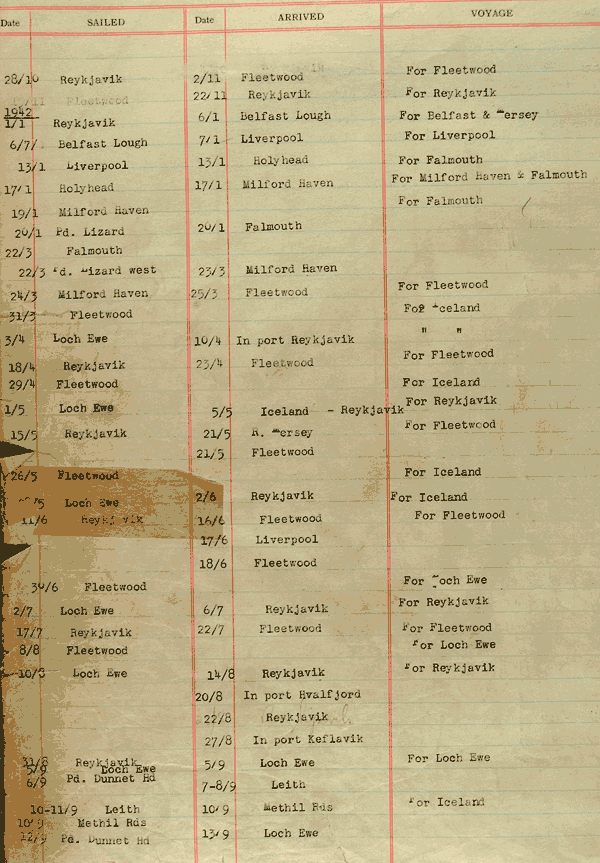 Date SAILED Date ARRIVED VOYAGE
28/10 Reykjavik 2/11 Fleetwood For Fleetwood
22/11 Reykjavik For Reykjavik
/11 Fleetwood
1942
1/1 Reykjavik 6/1 Belfast Lough For Belfast & Mersey
6/7/ Belfast Lough 7/1 Liverpool For Liverpool
13/1 Liverpool 13/1 Holyhead For Falmouth
17/1 Holyhead 17/1 Milford Haven For Milford Haven & Falmouth
19/1 Milford Haven For Falmouth
20/1 Pd. Lizard 20/1 Falmouth
22/3 Falmouth
22/3 Pd. Lizard west 23/3 Milford Haven
24/3 Milford Haven 25/3 Fleetwood For Fleetwood
31/3 Fleetwood For Iceland
3/4 Loch Ewe 10/4 In port Reykjavik " "
18/4 Reykjavik 23/4 Fleetwood For Fleetwood
29/4 Fleetwood For Iceland
1/5 Loch Ewe 5/5 Iceland - Reykjavik For Reykjavik
15/5 Reykjavik 21/5 R. Mersey For Fleetwood
21/5 Fleetwood
26/5 Fleetwood For Iceland
/5 Loch Ewe 2/6 Reykjavik For Iceland
11/6 Reykjavik 16/6 Fleetwood For Fleetwood
17/6 Liverpool
18/6 Fleetwood
30/6 Fleetwood For Loch Ewe
2/7 Loch Ewe 6/7 Reykjavik For Reykjavik
17/7 Reykjavik 22/7 Fleetwood For Fleetwood
8/8 Fleetwood For Loch Ewe
10/8 Loch Ewe 14/8 Reykjavik For Reykjavik
20/8 In port Hvalfjord
22/8 Reykjavik
27/8 In port Keflavik
31/8 Reykjavik 5/9 Loch Ewe For Loch Ewe
5/9 Loch Ewe
6/9 Pd. Dunnet Hd 7-8/9 Leith
10-11/9 Leith 10/9 Methil Rds For Iceland
10/9 Methil Rds
12/9 Pd. Dunnet Hd 13/9 Loch Ewe